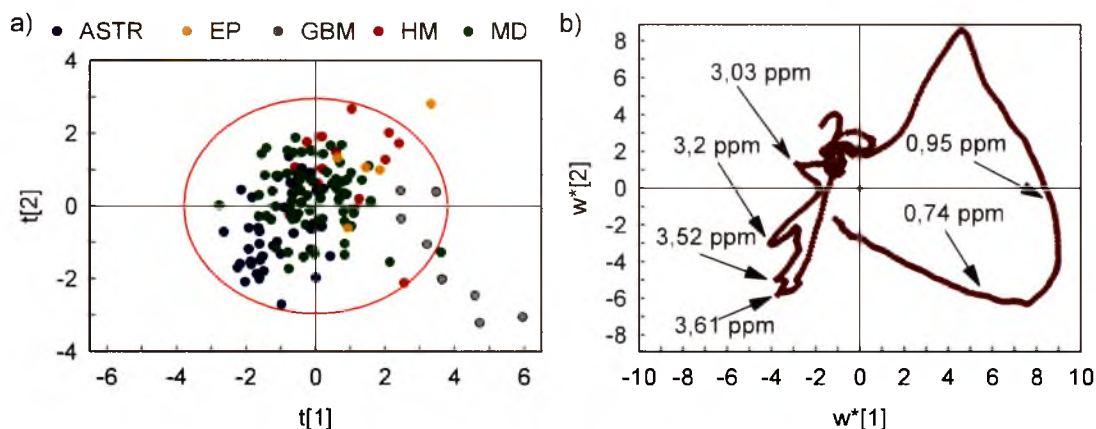 a) ASTR EP GBM HM MD
4
2
0
-2
-4
t[2]
-6 -4 -2 0 2 4 6
t[1]
b)
8
6
4
2
0
-2
-4
-6
-8
w*[2]
3,03 ppm
3,2 ppm
3,52 ppm
3,61 ppm
0,95 ppm
0,74 ppm
-10 -8 -6 -4 -2 0 2 4 6 8 10
w*[1]